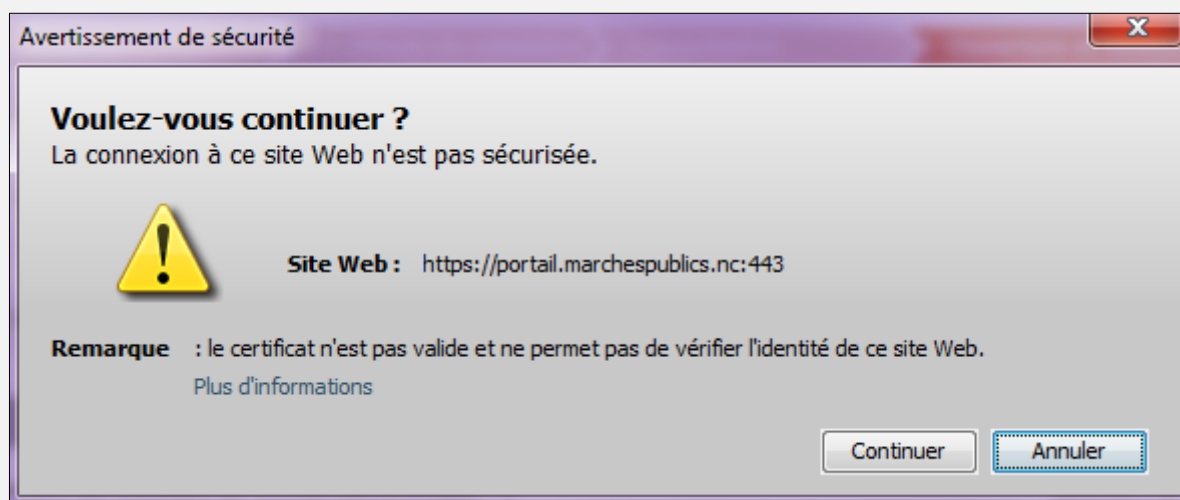 Avertissement de sécurité
Voulez-vous continuer ?
La connexion à ce site Web n'est pas sécurisée.
Site Web : https://portail.marchespublics.nc:443
Remarque : le certificat n'est pas valide et ne permet pas de vérifier l'identité de ce site Web.
Plus d'informations
Continuer Annuler